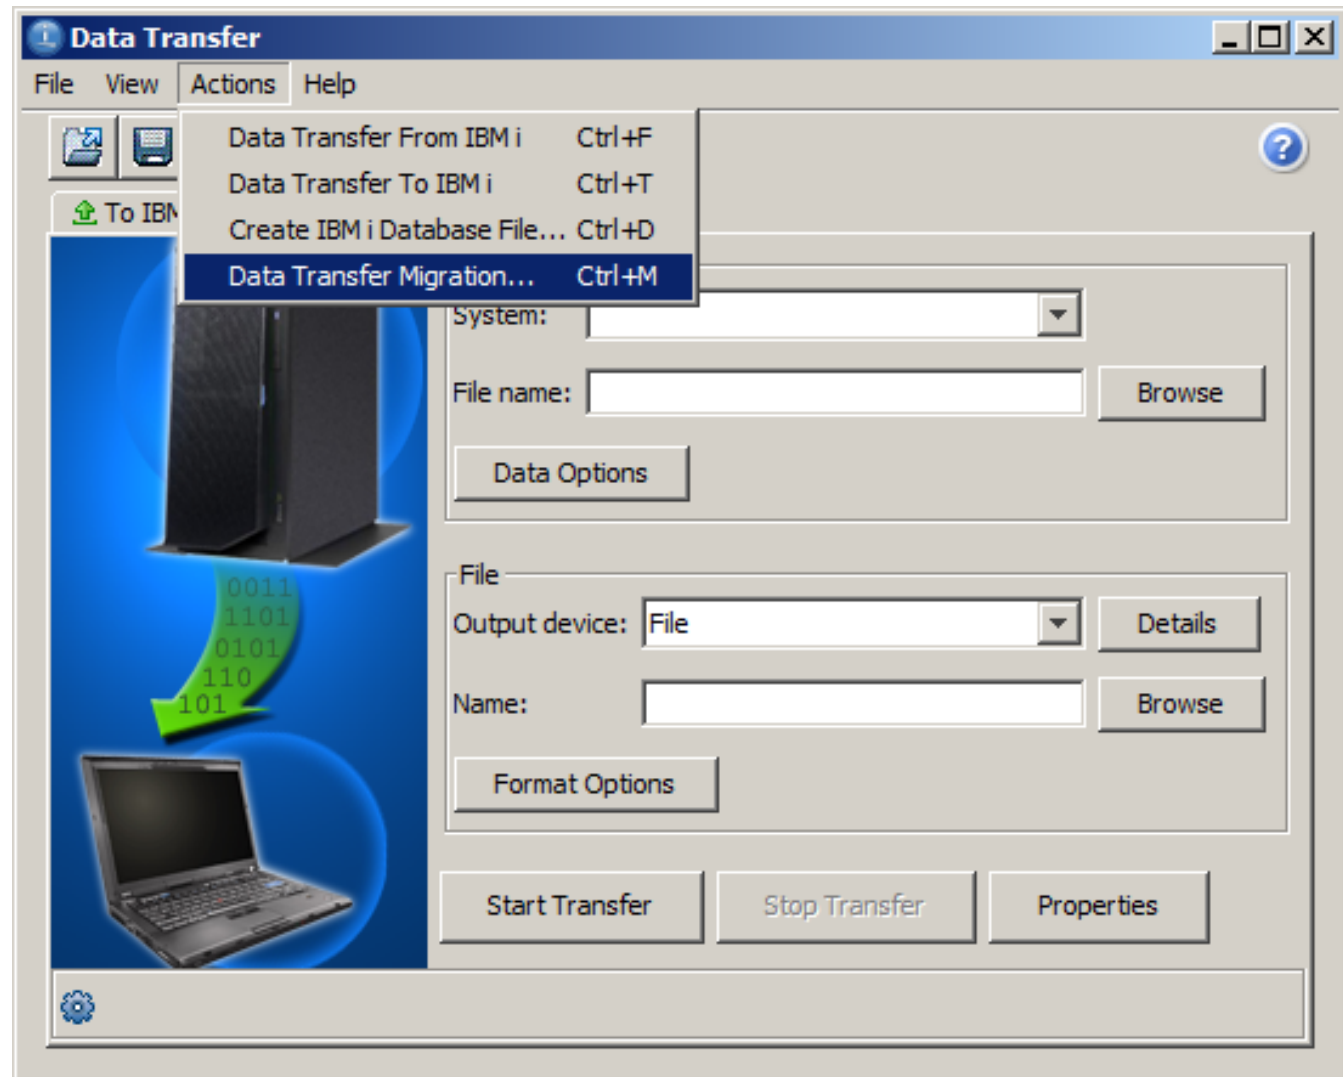 Data Transfer
File View Actions Help
Data Transfer From IBM i Ctrl+F
Data Transfer To IBM i Ctrl+T
Create IBM i Database File... Ctrl+D
Data Transfer Migration... Ctrl+M
To IBM
System:
File name: Browse
Data Options
File
Output device: File Details
Name: Browse
Format Options
0011
1101
0101
110
101
Start Transfer Stop Transfer Properties